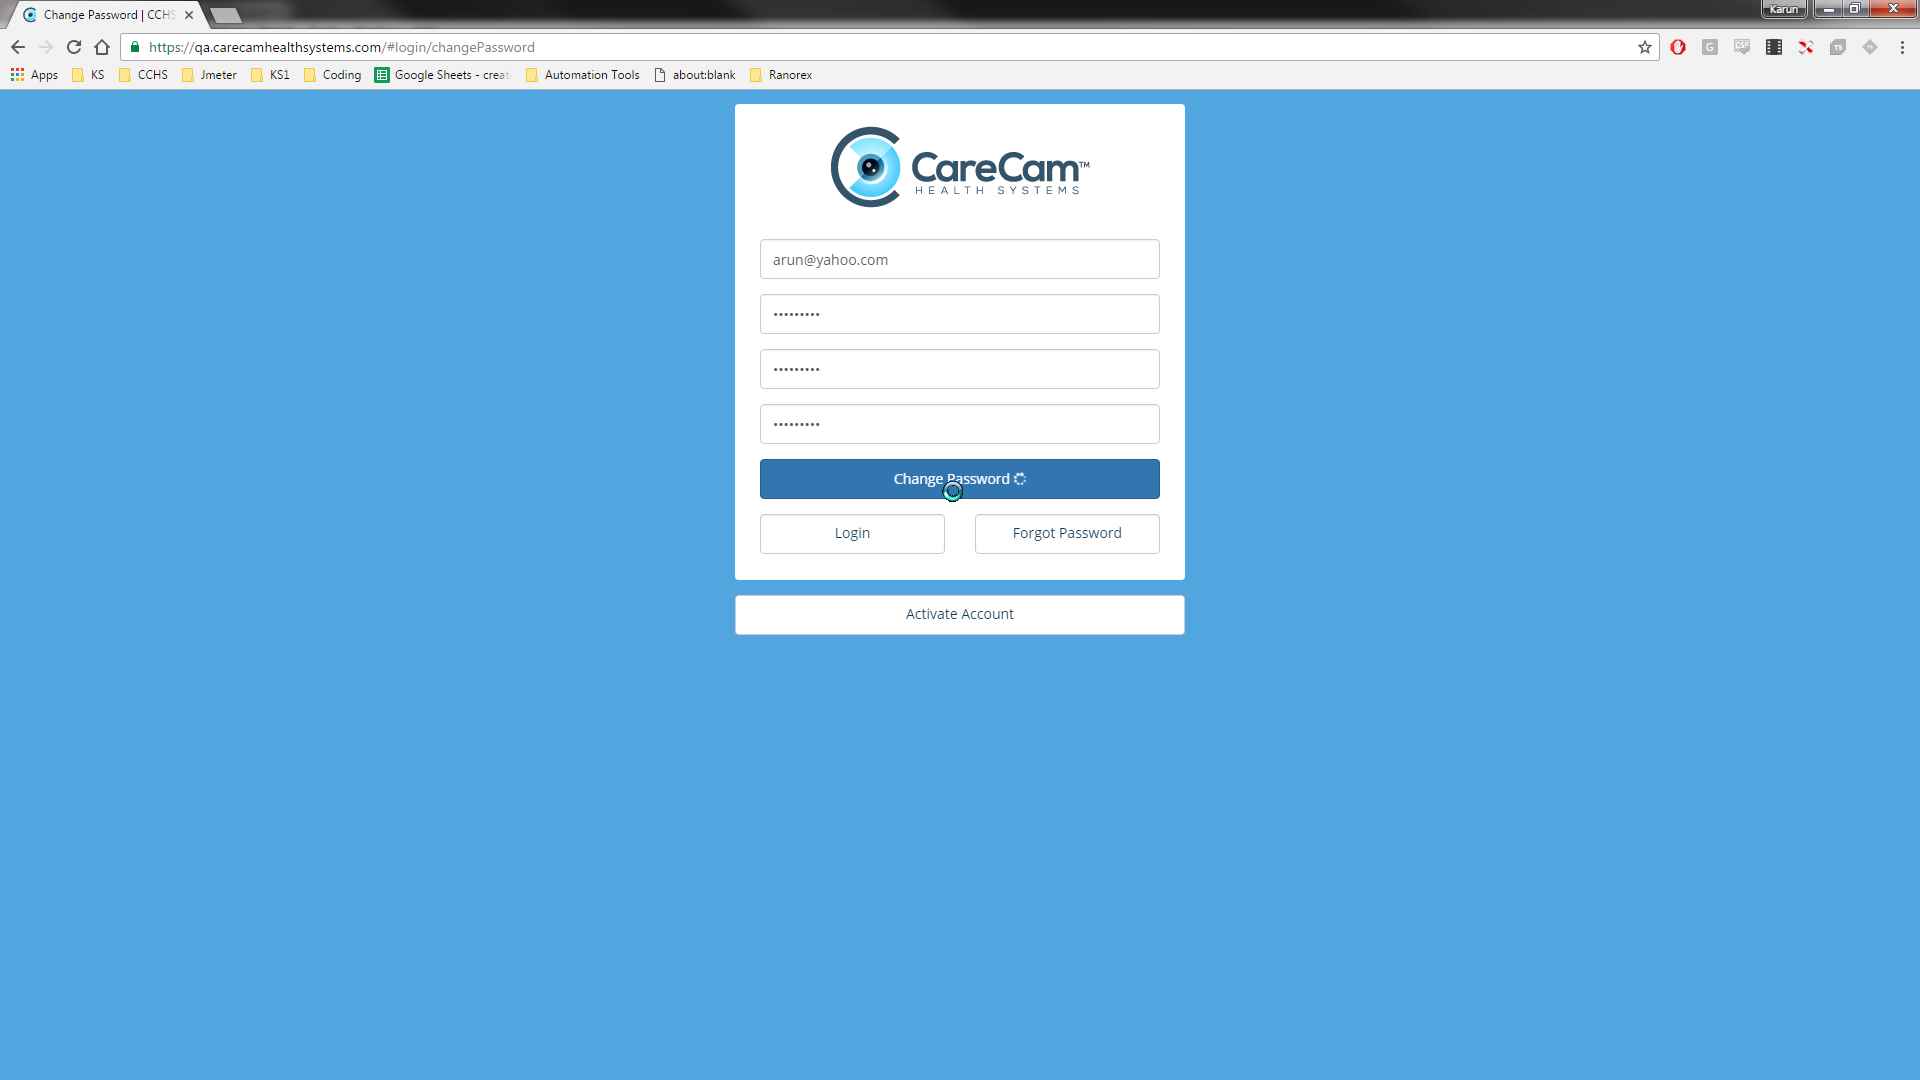 Change Password | CCHS
Karun
https://qa.carecamhealthsystems.com/#login/changePassword
Apps KS CCHS Jmeter KS1 Coding Google Sheets - creat Automation Tools about:blank Ranorex
CareCam™
HEALTH SYSTEMS
arun@yahoo.com
•••••••••
•••••••••
•••••••••
Change Password
Login Forgot Password
Activate Account